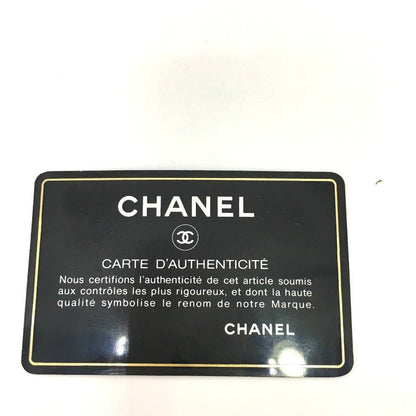 CHANEL
CARTE D'AUTHENTICITÉ
Nous certifions l'authenticité de cet article soumis
aux contrôles les plus rigoureux, et dont la haute
qualité symbolise le renom de notre Marque.
CHANEL